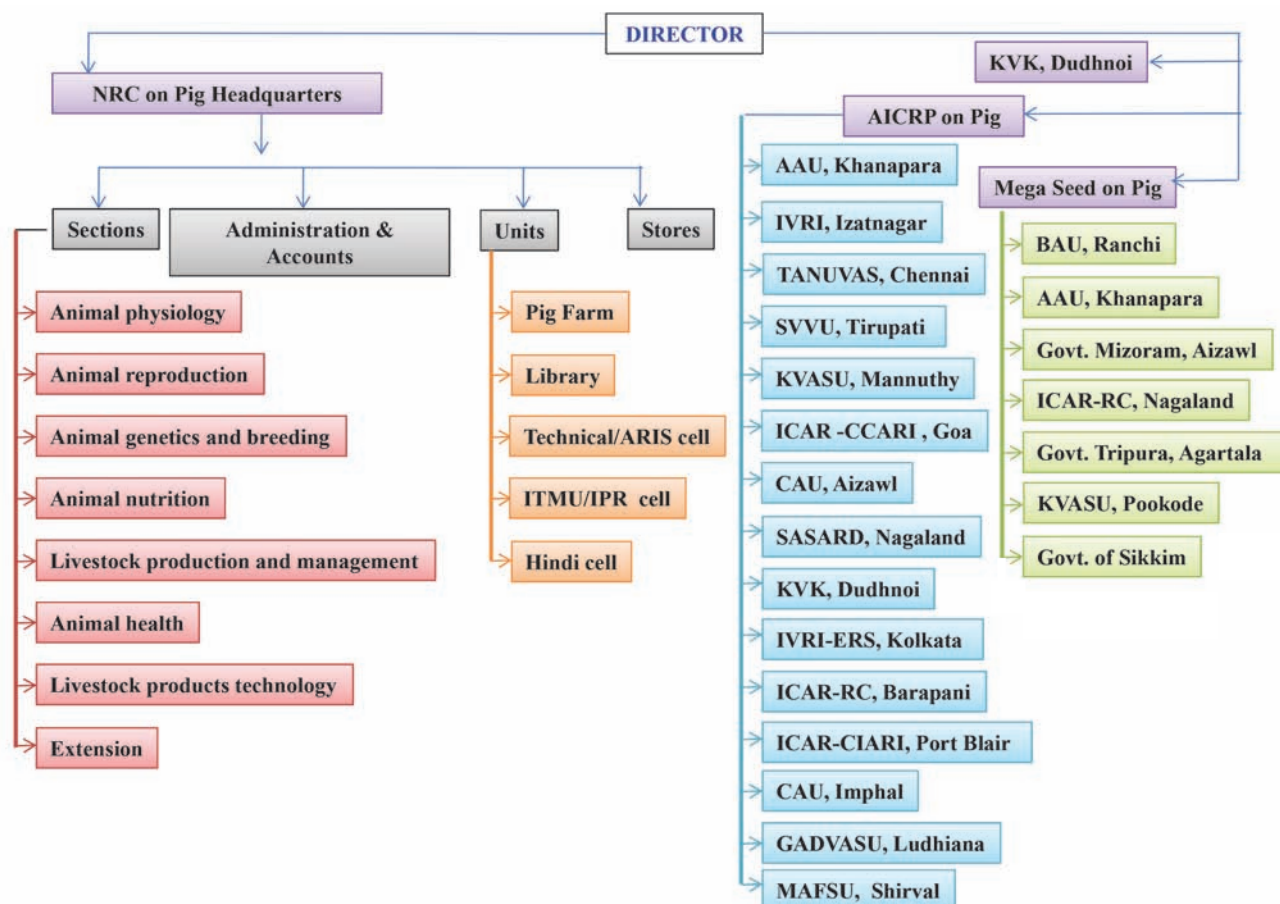 DIRECTOR
NRC on Pig Headquarters
Sections
Administration &
Accounts
Units
Stores
Animal physiology
Animal reproduction
Animal genetics and breeding
Animal nutrition
Livestock production and management
Animal health
Livestock products technology
Extension
Pig Farm
Library
Technical/ARIS cell
ITMU/IPR cell
Hindi cell
KVK, Dudhnoi
AICRP on Pig
AAU, Khanapara
IVRI, Izatnagar
TANUVAS, Chennai
SVVU, Tirupati
KVASU, Mannuthy
ICAR -CCARI , Goa
CAU, Aizawl
SASARD, Nagaland
KVK, Dudhnoi
IVRI-ERS, Kolkata
ICAR-RC, Barapani
ICAR-CIARI, Port Blair
CAU, Imphal
GADVASU, Ludhiana
MAFSU, Shirval
Mega Seed on Pig
BAU, Ranchi
AAU, Khanapara
Govt. Mizoram, Aizawl
ICAR-RC, Nagaland
Govt. Tripura, Agartala
KVASU, Pookode
Govt. of Sikkim